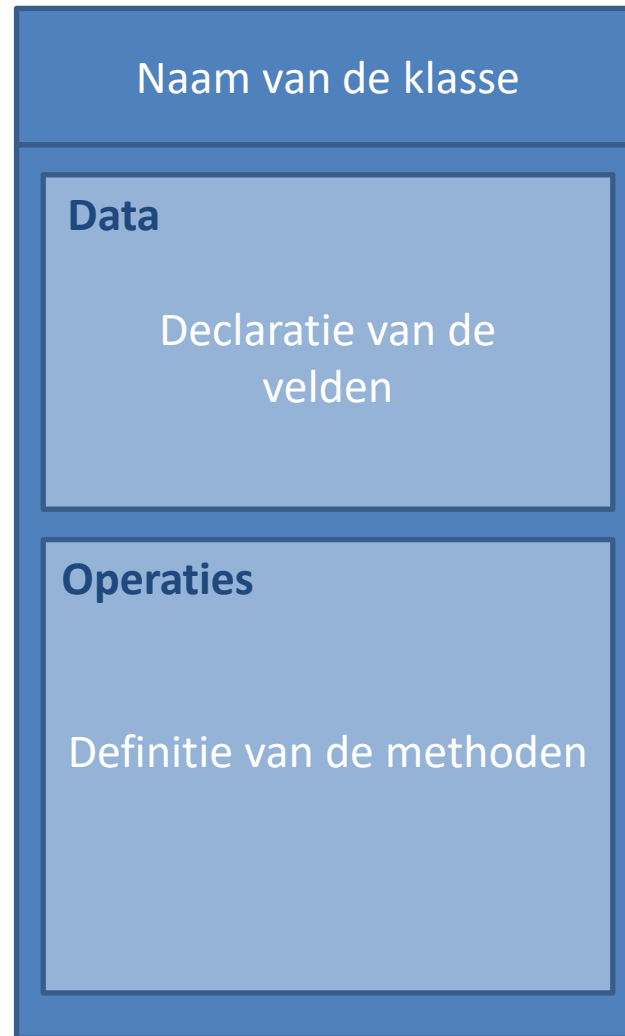 Naam van de klasse
Data
Declaratie van de
velden
Operaties
Definitie van de methoden